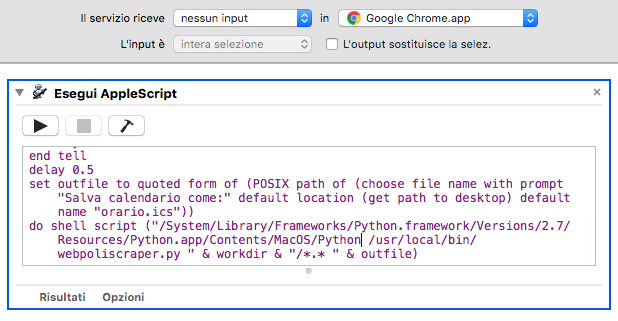 Il servizio riceve nessun input in Google Chrome.app
L'input è intera selezione L'output sostituisce la selez.
Esegui AppleScript
end tell
delay 0.5
set outfile to quoted form of (POSIX path of (choose file name with prompt
"Salva calendario come:" default location (get path to desktop) default
name "orario.ics"))
do shell script ("/System/Library/Frameworks/Python.framework/Versions/2.7/
Resources/Python.app/Contents/MacOS/Python /usr/local/bin/
webpoliscraper.py " & workdir & "/*.* " & outfile)
Risultati Opzioni